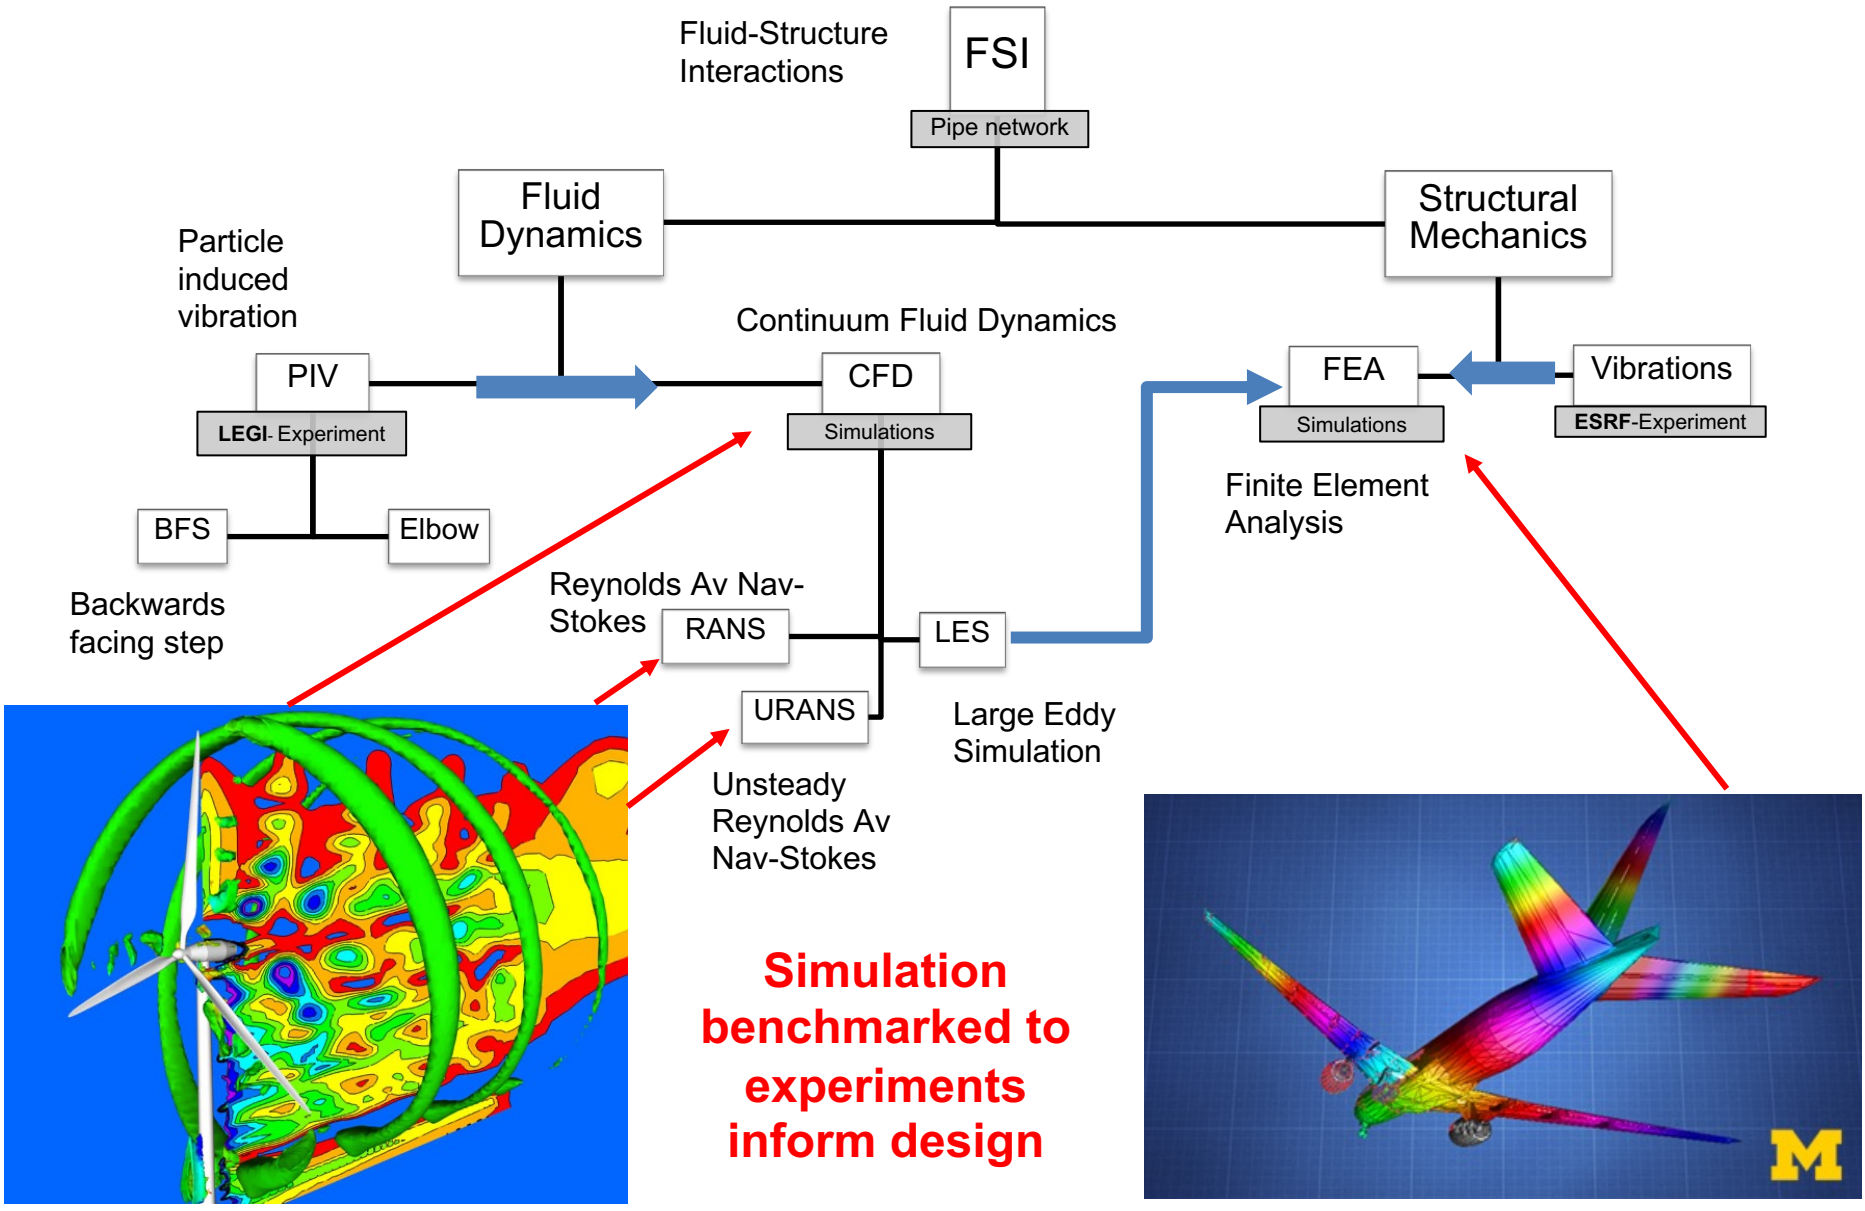 Fluid-Structure
Interactions
FSI
Pipe network
Fluid
Dynamics
Structural
Mechanics
Particle
induced
vibration
Continuum Fluid Dynamics
PIV
LEGI- Experiment
CFD
Simulations
FEA
Simulations
Vibrations
ESRF-Experiment
Finite Element
Analysis
BFS
Elbow
Backwards
facing step
Reynolds Av Nav-
Stokes
RANS
LES
URANS
Large Eddy
Simulation
Unsteady
Reynolds Av
Nav-Stokes
Simulation
benchmarked to
experiments
inform design
M